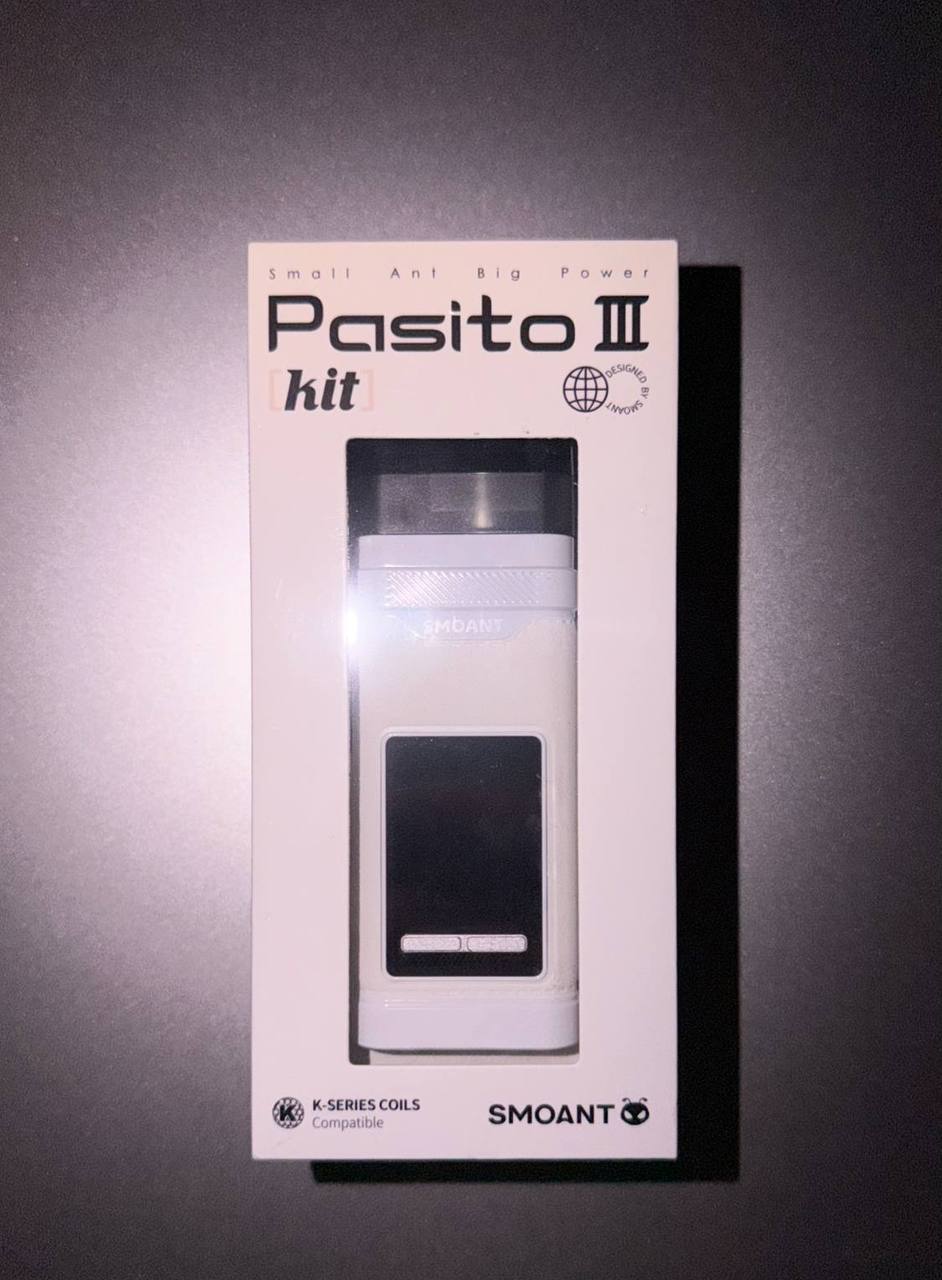 Small Ant Big Power
Pasito III
[kit]
DESIGNED BY SMOANT
SMOANT
K
K-SERIES COILS
Compatible
SMOANT